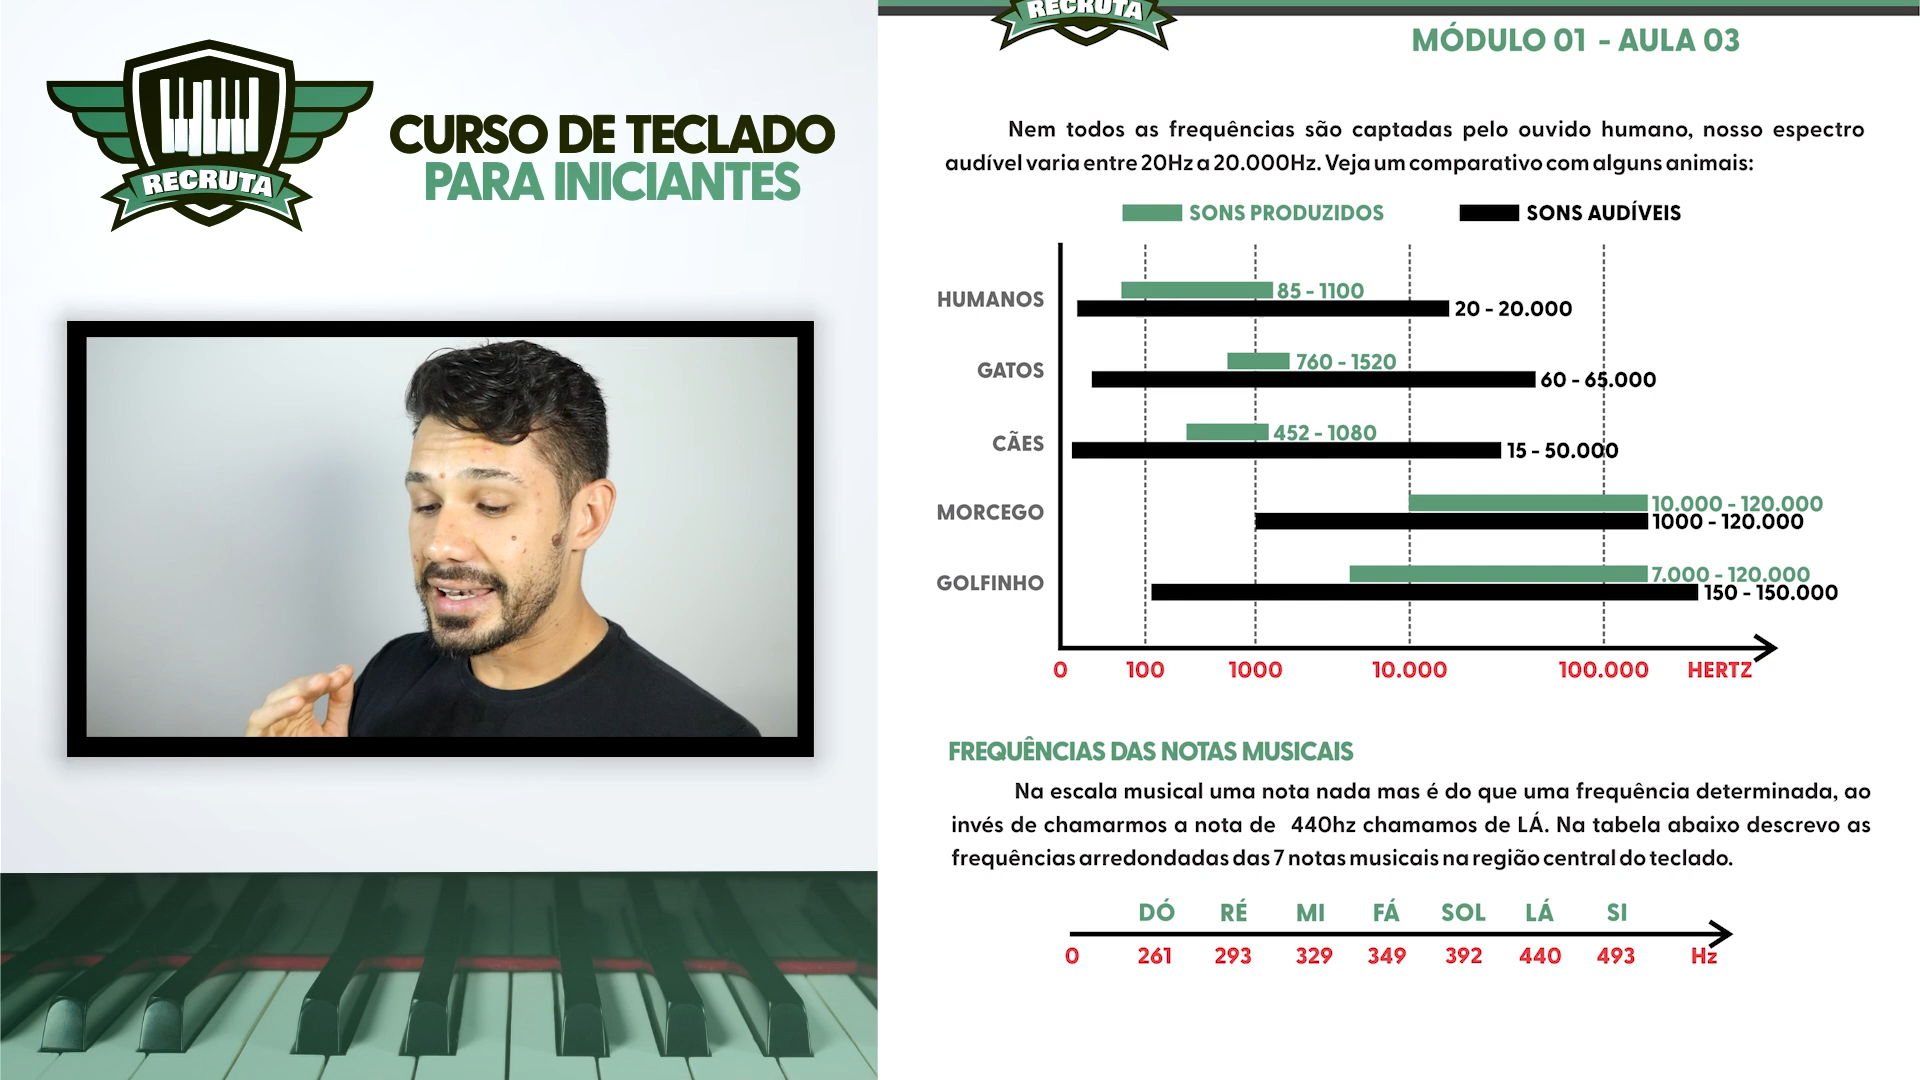 RECRUTA
CURSO DE TECLADO
PARA INICIANTES
RECRUTA
MÓDULO 01 - AULA 03
Nem todos as frequências são captadas pelo ouvido humano, nosso espectro
audível varia entre 20Hz a 20.000Hz. Veja um comparativo com alguns animais:
SONS PRODUZIDOS SONS AUDÍVEIS
HUMANOS 85 - 1100
20 - 20.000
GATOS 760 - 1520
60 - 65.000
CÃES 452 - 1080
15 - 50.000
MORCEGO 10.000 - 120.000
1000 - 120.000
GOLFINHO 7.000 - 120.000
150 - 150.000
0 100 1000 10.000 100.000 HERTZ
FREQUÊNCIAS DAS NOTAS MUSICAIS
Na escala musical uma nota nada mas é do que uma frequência determinada, ao
invés de chamarmos a nota de 440hz chamamos de LÁ. Na tabela abaixo descrevo as
frequências arredondadas das 7 notas musicais na região central do teclado.
DÓ RÉ MI FÁ SOL LÁ SI
0 261 293 329 349 392 440 493 Hz